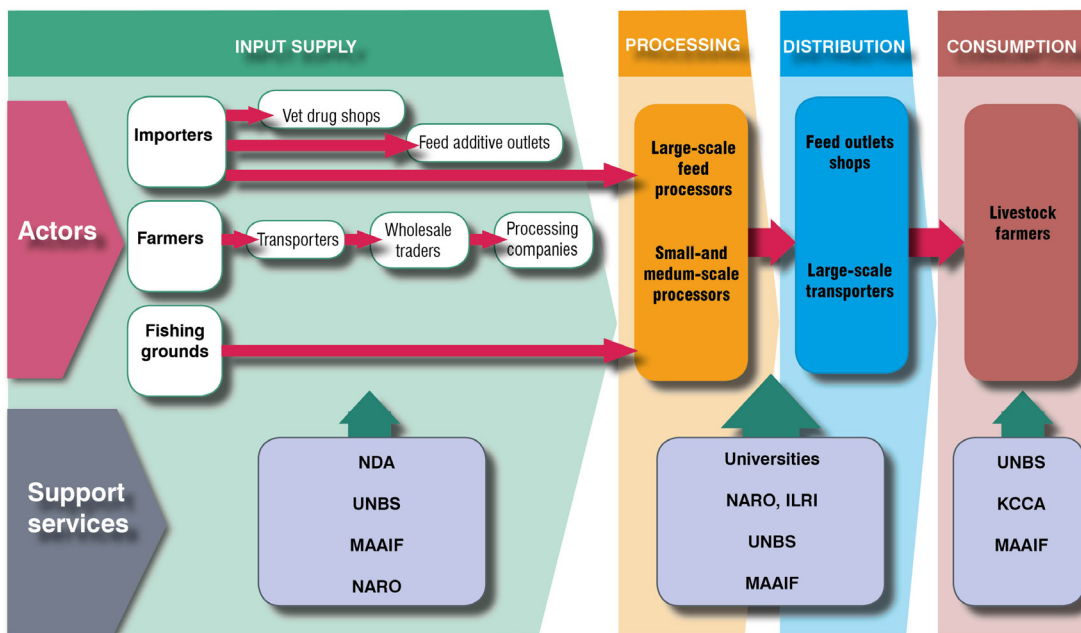 INPUT SUPPLY
PROCESSING
DISTRIBUTION
CONSUMPTION
Actors
Importers
Vet drug shops
Feed additive outlets
Farmers
Transporters
Wholesale
traders
Processing
companies
Fishing
grounds
Large-scale
feed
processors
Small-and
medum-scale
processors
Feed outlets
shops
Large-scale
transporters
Livestock
farmers
Support
services
NDA
UNBS
MAAIF
NARO
Universities
NARO, ILRI
UNBS
MAAIF
UNBS
KCCA
MAAIF